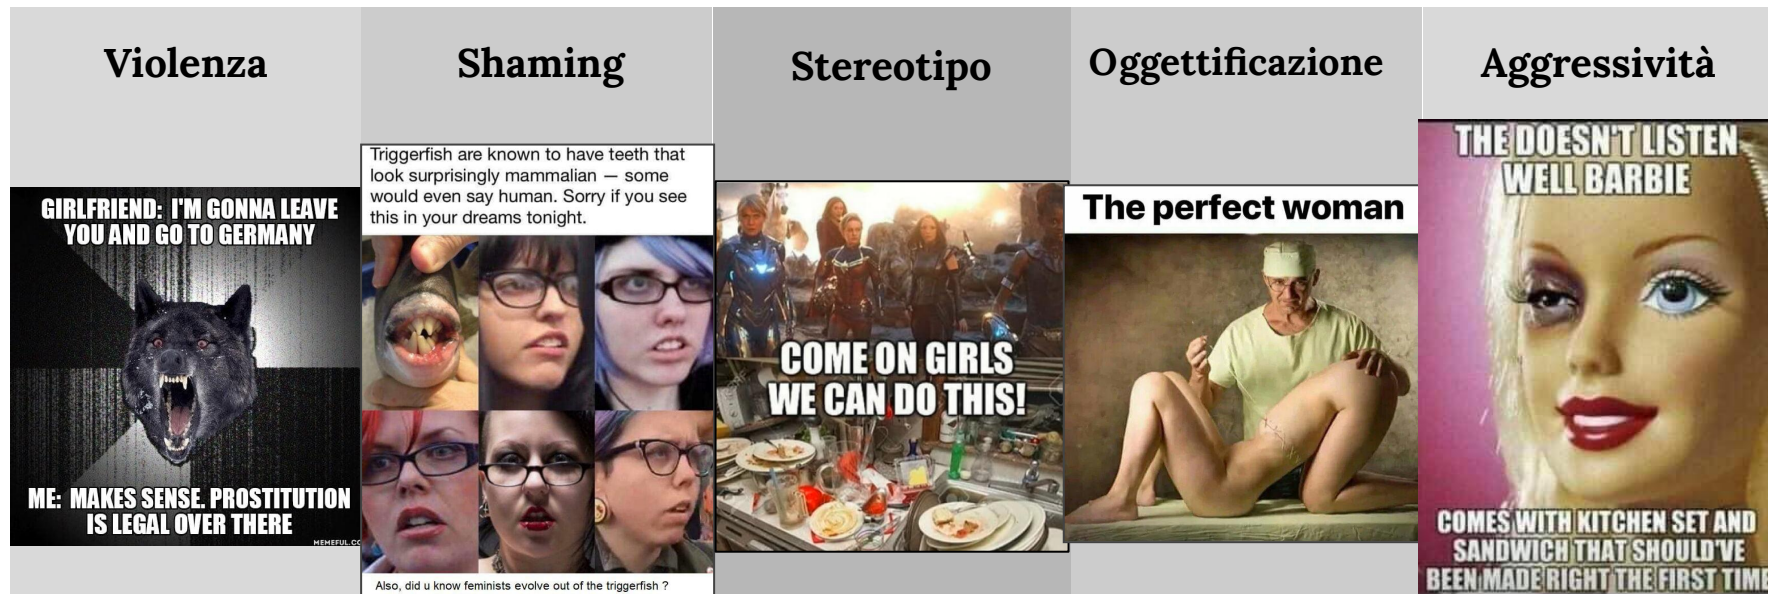 Violenza
GIRLFRIEND: I'M GONNA LEAVE
YOU AND GO TO GERMANY
ME: MAKES SENSE. PROSTITUTION
IS LEGAL OVER THERE
MEMEFUL.CO
Shaming
Triggerfish are known to have teeth that
look surprisingly mammalian — some
would even say human. Sorry if you see
this in your dreams tonight.
Also, did u know feminists evolve out of the triggerfish ?
Stereotipo
COME ON GIRLS
WE CAN DO THIS!
Oggettificazione
The perfect woman
Aggressività
THE DOESN'T LISTEN
WELL BARBIE
COMES WITH KITCHEN SET AND
SANDWICH THAT SHOULD'VE
BEEN MADE RIGHT THE FIRST TIME